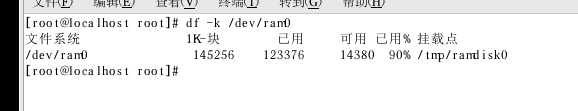 文件(F) 编辑(E) 查看(V) 终端(T) 转到(G) 帮助(H)
[root@localhost root]# df -k /dev/ram0
文件系统 1K-块 已用 可用 已用% 挂载点
/dev/ram0 145256 123376 14380 90% /tmp/ramdisk0
[root@localhost root]#